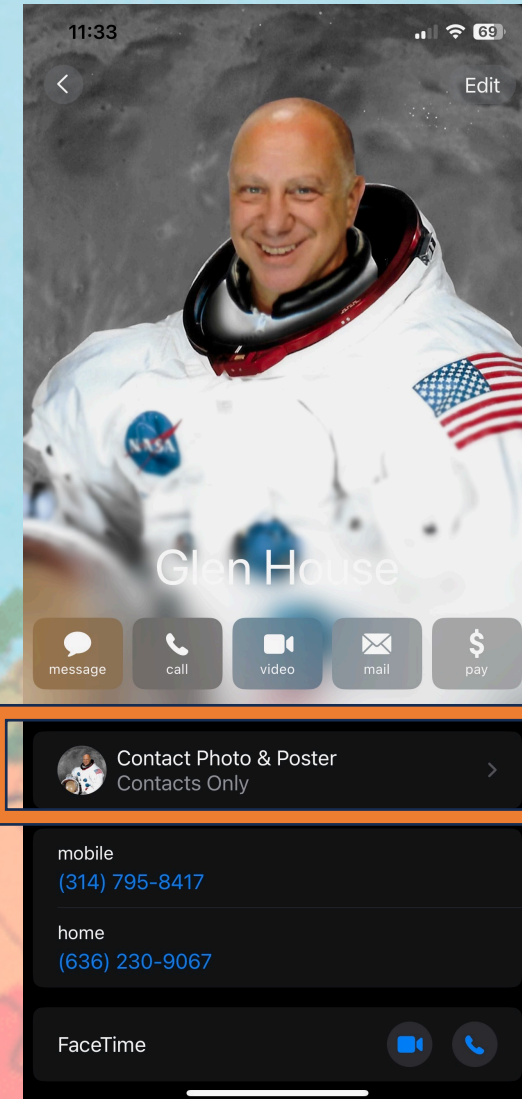 11:33
69
Edit
NASA
Glen House
message
call
video
mail
$
pay
Contact Photo & Poster
Contacts Only
mobile
(314) 795-8417
home
(636) 230-9067
FaceTime